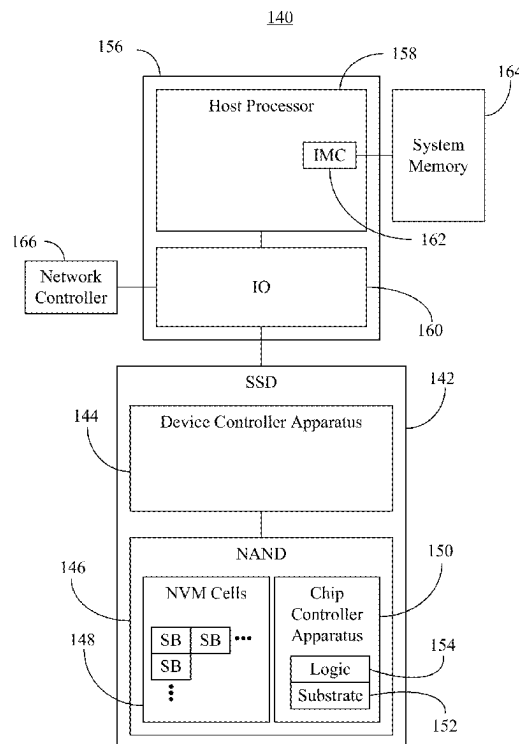 140
156
158
164
Host Processor
IMC
System
Memory
166
162
Network
Controller
IO
160
SSD
142
144
Device Controller Apparatus
NAND
150
146
NVM Cells
Chip
Controller
Apparatus
SB SB •••
SB
148
Logic
154
Substrate
152